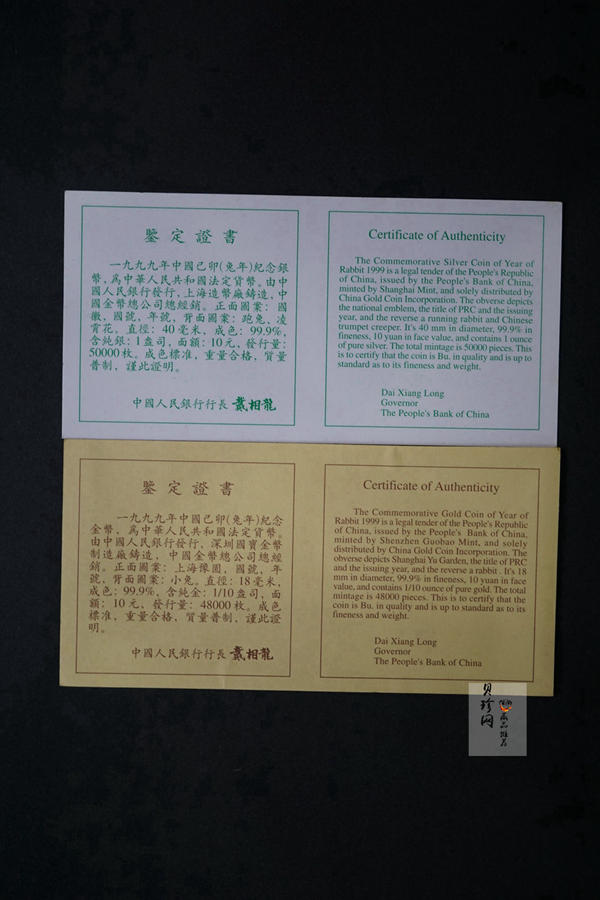 鑒定證書
一九九九年中國己卯(兔年)紀念銀
幣，爲中華人民共和國法定貨幣。由中
國人民銀行發行，上海造幣廠鑄造，中
國金幣總公司總經銷。正面圖案：國
徽，國號，年號，背面圖案：跑兔、凌
霄花。直徑：40毫米，成色：99.9%，
含純銀：1盎司，面額：10元，發行量：
50000枚。成色標准，重量合格，質量
普制，謹此證明。
中國人民銀行行長 戴相龍
Certificate of Authenticity
The Commemorative Silver Coin of Year of
Rabbit 1999 is a legal tender of the People's Republic
of China, issued by the People's Bank of China,
minted by Shanghai Mint, and solely distributed by
China Gold Coin Incorporation. The obverse depicts
the national emblem, the title of PRC and the issuing
year, and the reverse a running rabbit and Chinese
trumpet creeper. It's 40 mm in diameter, 99.9% in
fineness, 10 yuan in face value, and contains 1 ounce
of pure silver. The total mintage is 50000 pieces. This
is to certify that the coin is Bu. in quality and is up to
standard as to its fineness and weight.
Dai Xiang Long
Governor
The People's Bank of China
鑒定證書
一九九九年中國己卯(兔年)紀念
金幣，爲中華人民共和國法定貨幣。
由中國人民銀行發行，深圳國寶金幣
制造廠鑄造，中國金幣總公司總經
銷。正面圖案：上海豫園，國號，年
號，背面圖案：小兔。直徑：18毫米，
成色：99.9%，含純金：1/10盎司，面
額：10元，發行量：48000枚。成色
標准，重量合格，質量普制，謹此證
明。
中國人民銀行行長 戴相龍
Certificate of Authenticity
The Commemorative Gold Coin of Year of
Rabbit 1999 is a legal tender of the People's Republic
of China, issued by the People's Bank of China,
minted by Shenzhen Guobao Mint, and solely
distributed by China Gold Coin Incorporation. The
obverse depicts Shanghai Yu Garden, the title of PRC
and the issuing year, and the reverse a rabbit . It's 18
mm in diameter, 99.9% in fineness, 10 yuan in face
value, and contains 1/10 ounce of pure gold. The total
mintage is 48000 pieces. This is to certify that the
coin is Bu. in quality and is up to standard as to its
fineness and weight.
Dai Xiang Long
Governor
The People's Bank of China
贝珍网